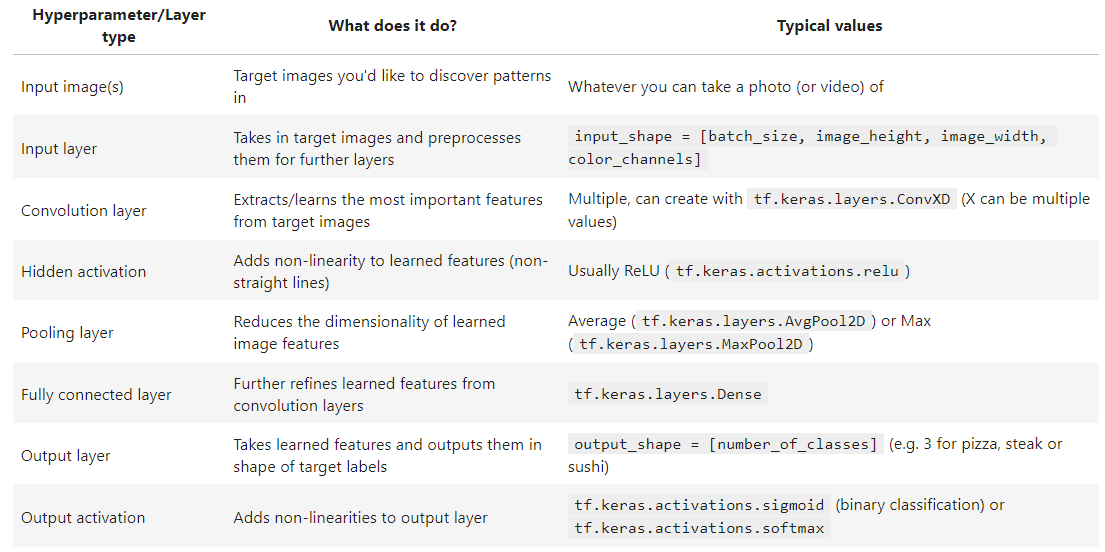 Hyperparameter/Layer type
What does it do?
Typical values
Input image(s)
Target images you'd like to discover patterns
in
Whatever you can take a photo (or video) of
Input layer
Takes in target images and preprocesses
them for further layers
input_shape = [batch_size, image_height, image_width,
color_channels]
Convolution layer
Extracts/learns the most important features
from target images
Multiple, can create with tf.keras.layers.ConvXD (X can be multiple
values)
Hidden activation
Adds non-linearity to learned features (non-
straight lines)
Usually ReLU ( tf.keras.activations.relu )
Pooling layer
Reduces the dimensionality of learned
image features
Average ( tf.keras.layers.AvgPool2D ) or Max
( tf.keras.layers.MaxPool2D )
Fully connected layer
Further refines learned features from
convolution layers
tf.keras.layers.Dense
Output layer
Takes learned features and outputs them in
shape of target labels
output_shape = [number_of_classes] (e.g. 3 for pizza, steak or
sushi)
Output activation
Adds non-linearities to output layer
tf.keras.activations.sigmoid (binary classification) or
tf.keras.activations.softmax